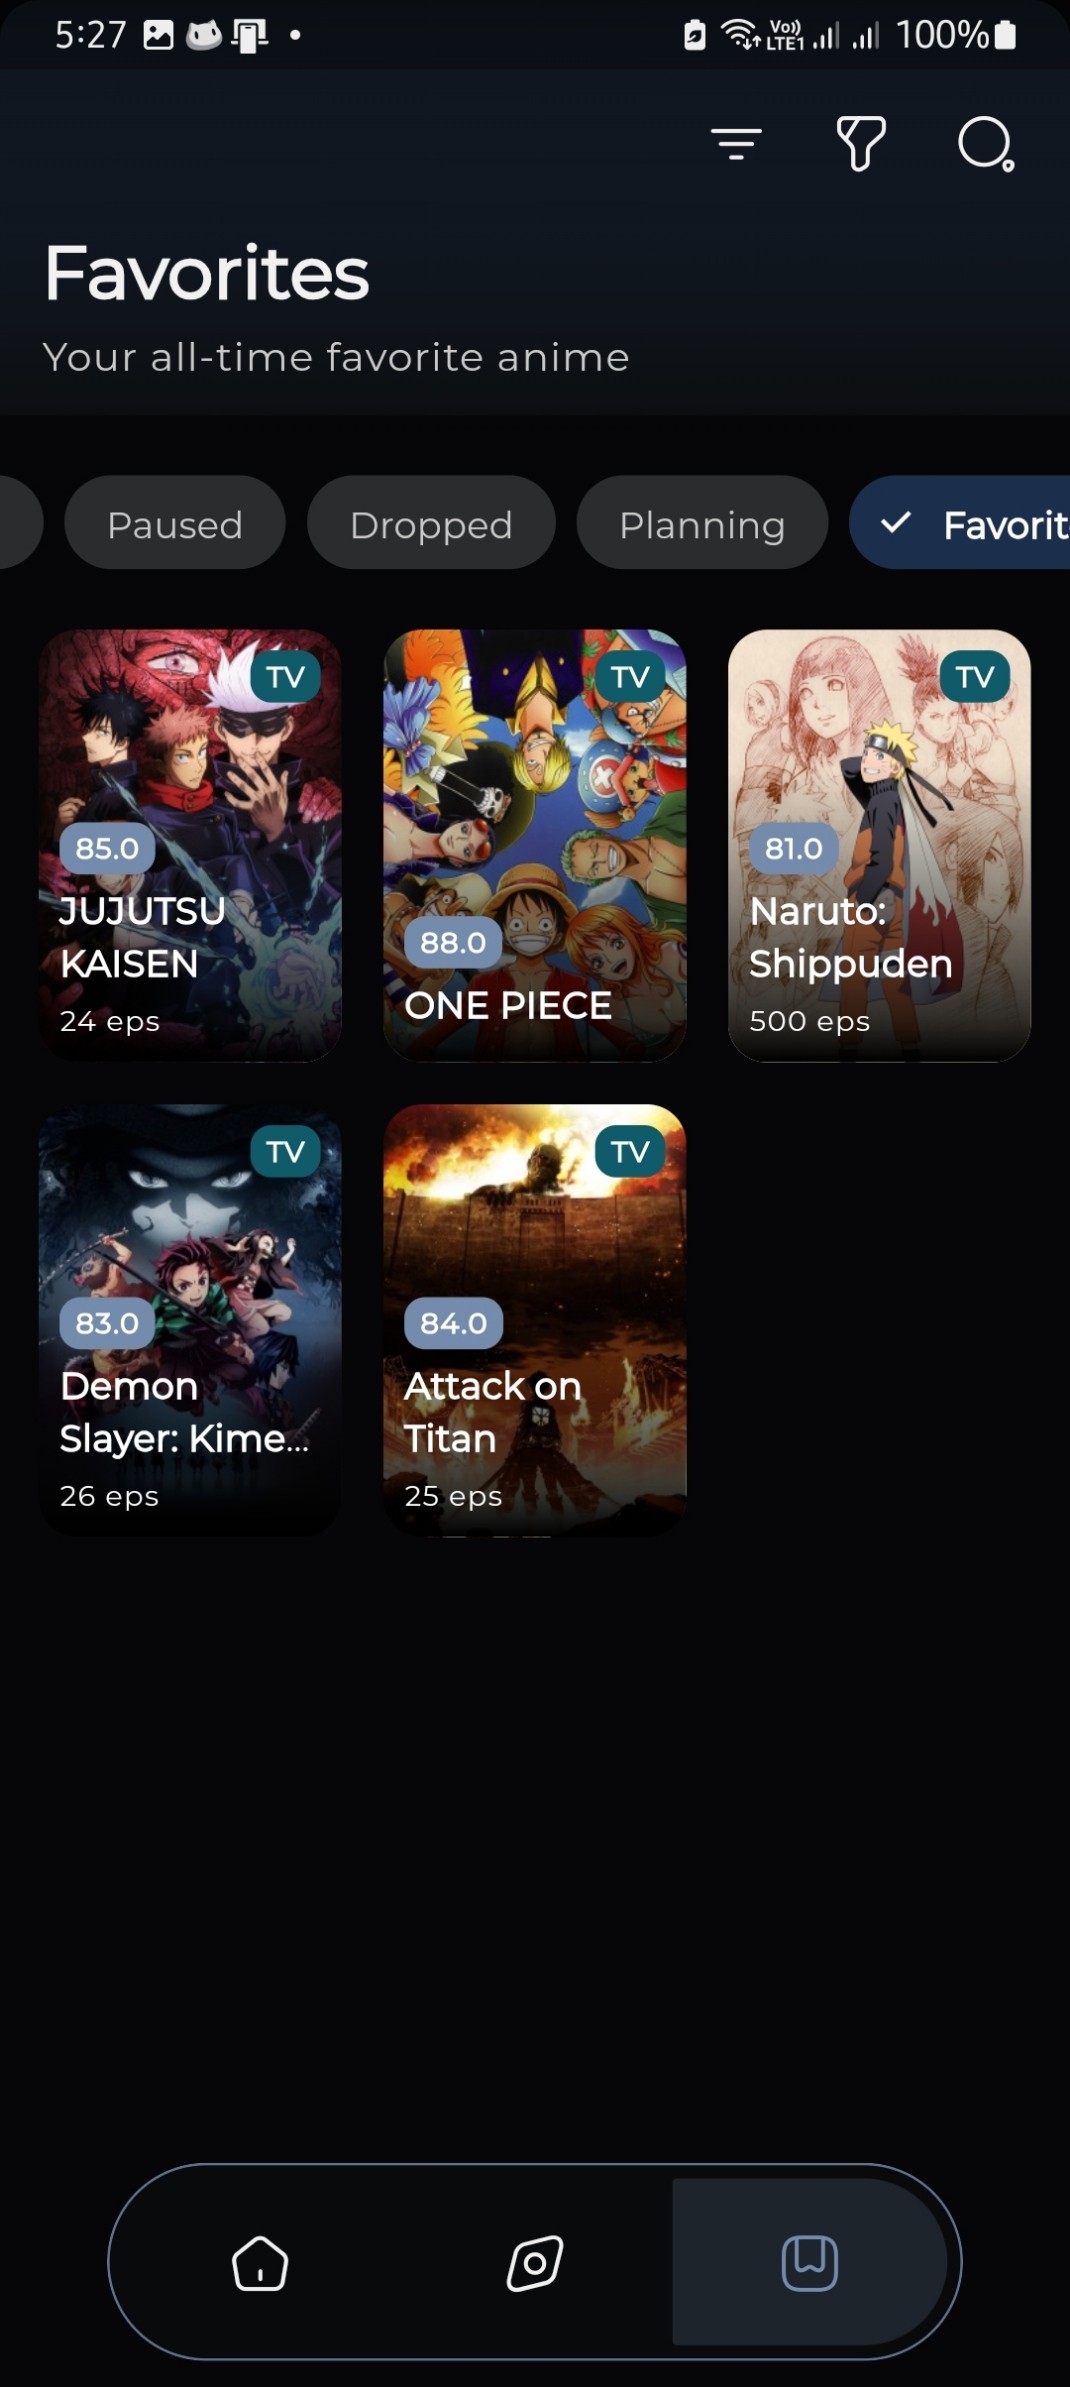 5:27
Vo)) LTE1 100%
Favorites
Your all-time favorite anime
Paused
Dropped
Planning
Favorit
TV
85.0
JUJUTSU
KAISEN
24 eps
TV
88.0
ONE PIECE
TV
81.0
Naruto:
Shippuden
500 eps
TV
83.0
Demon
Slayer: Kime...
26 eps
TV
84.0
Attack on
Titan
25 eps